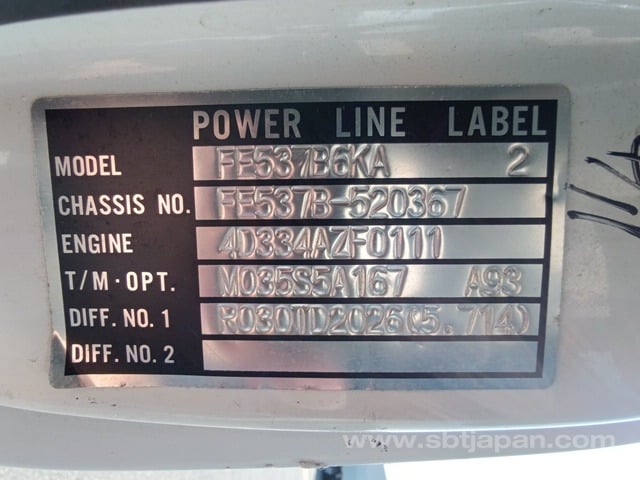 POWER LINE LABEL
MODEL FE537B6KA 2
CHASSIS NO. FE537B-520367
ENGINE 4D334AZF0111
T/M·OPT. M035S5A167 A93
DIFF. NO. 1 R030TD2026(5.714)
DIFF. NO. 2
www.sbtjapan.com